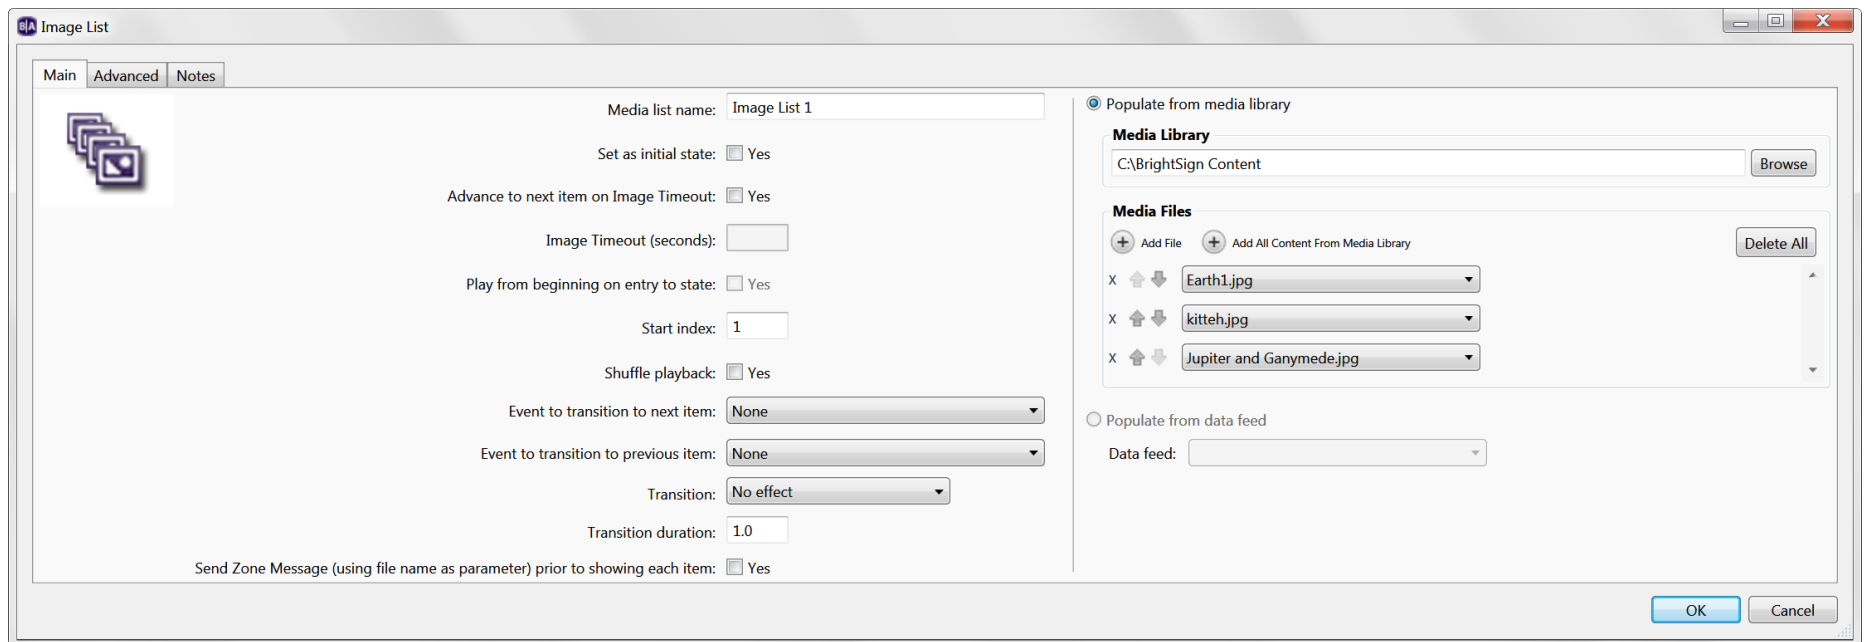 B|A Image List
Main Advanced Notes
Media list name: Image List 1
Set as initial state: Yes
Advance to next item on Image Timeout: Yes
Image Timeout (seconds):
Play from beginning on entry to state: Yes
Start index: 1
Shuffle playback: Yes
Event to transition to next item: None
Event to transition to previous item: None
Transition: No effect
Transition duration: 1.0
Send Zone Message (using file name as parameter) prior to showing each item: Yes
Populate from media library
Media Library
C:\BrightSign Content Browse
Media Files
Add File Add All Content From Media Library Delete All
X Earth1.jpg
X kitteh.jpg
X Jupiter and Ganymede.jpg
Populate from data feed
Data feed:
OK Cancel